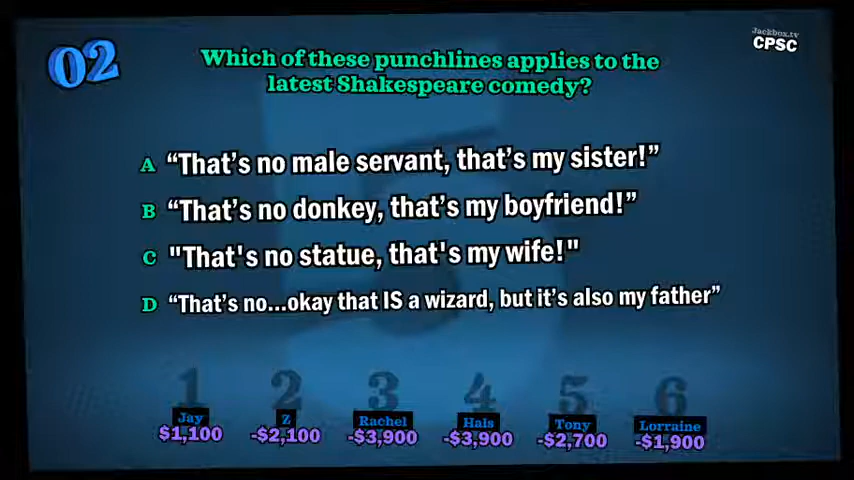 02
Which of these punchlines applies to the
latest Shakespeare comedy?
Jackbox.tv
CPSC
A “That’s no male servant, that’s my sister!”
B “That’s no donkey, that’s my boyfriend!”
C "That's no statue, that's my wife!"
D “That’s no...okay that IS a wizard, but it’s also my father”
1 2 3 4 5 6
Jay Z Rachel Hais Tony Lorraine
$1,100 -$2,100 -$3,900 -$3,900 -$2,700 -$1,900